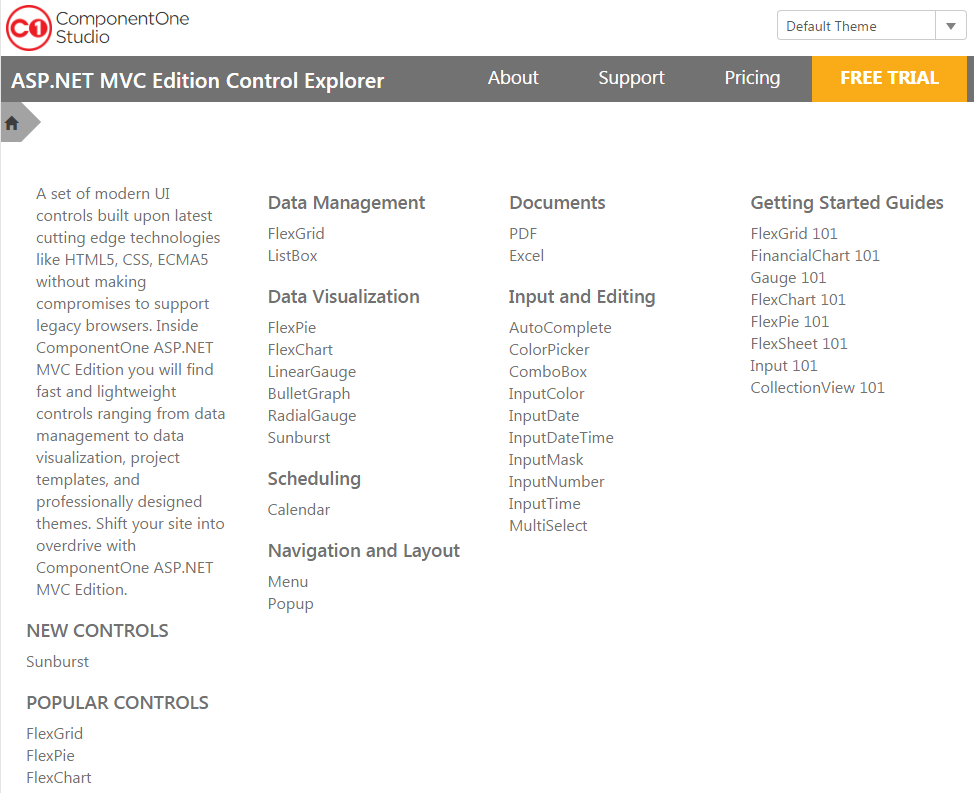 C1 ComponentOne
Studio
Default Theme
ASP.NET MVC Edition Control Explorer
About
Support
Pricing
FREE TRIAL
A set of modern UI
controls built upon latest
cutting edge technologies
like HTML5, CSS, ECMA5
without making
compromises to support
legacy browsers. Inside
ComponentOne ASP.NET
MVC Edition you will find
fast and lightweight
controls ranging from data
management to data
visualization, project
templates, and
professionally designed
themes. Shift your site into
overdrive with
ComponentOne ASP.NET
MVC Edition.
NEW CONTROLS
Sunburst
POPULAR CONTROLS
FlexGrid
FlexPie
FlexChart
Data Management
FlexGrid
ListBox
Data Visualization
FlexPie
FlexChart
LinearGauge
BulletGraph
RadialGauge
Sunburst
Scheduling
Calendar
Navigation and Layout
Menu
Popup
Documents
PDF
Excel
Input and Editing
AutoComplete
ColorPicker
ComboBox
InputColor
InputDate
InputDateTime
InputMask
InputNumber
InputTime
MultiSelect
Getting Started Guides
FlexGrid 101
FinancialChart 101
Gauge 101
FlexChart 101
FlexPie 101
FlexSheet 101
Input 101
CollectionView 101